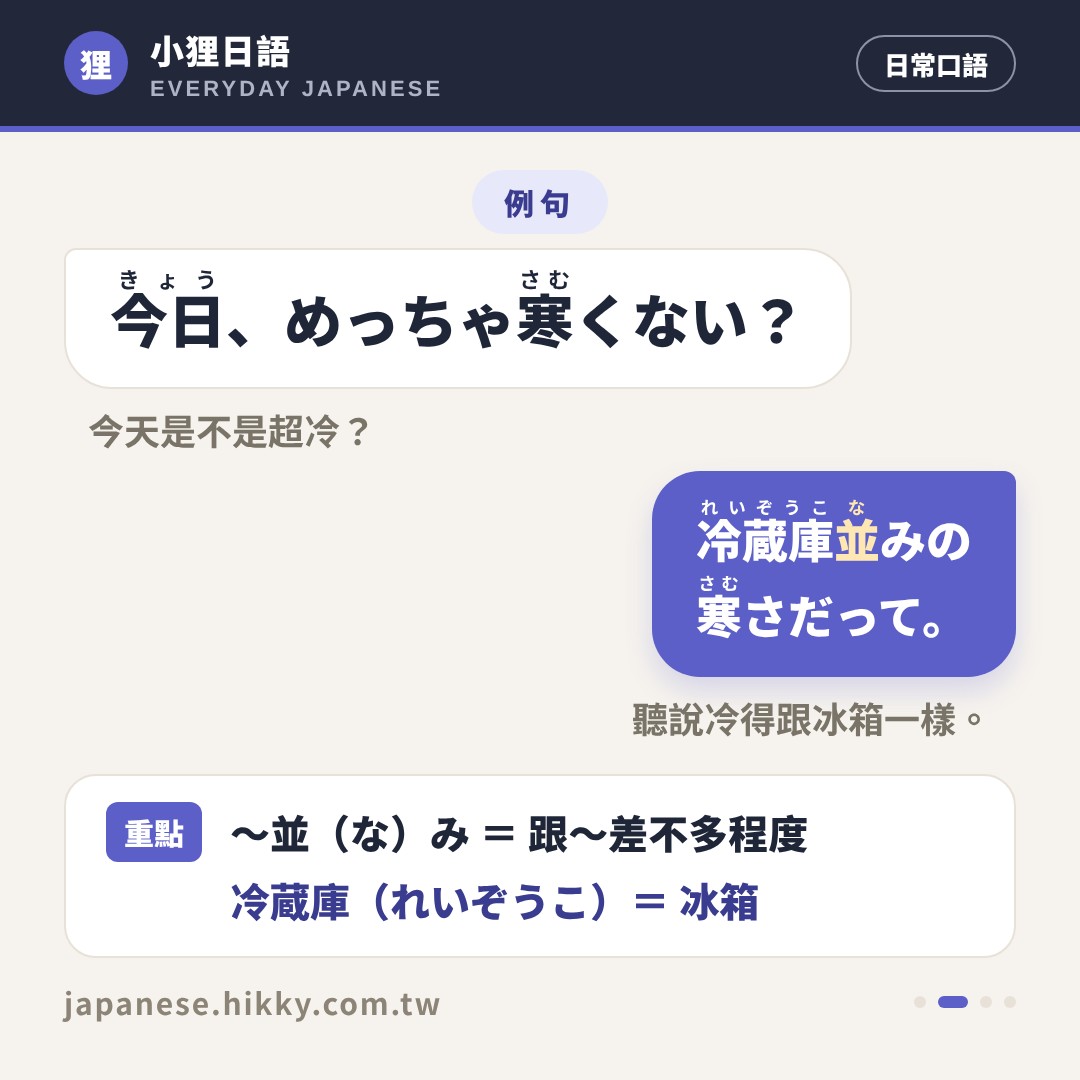 狸
小狸日語
EVERYDAY JAPANESE
日常口語
例句
きょう さむ
今日、めっちゃ寒くない？
今天是不是超冷？
れいぞうこ な
冷蔵庫並みの
さむ
寒さだって。
聽說冷得跟冰箱一樣。
重點
～並（な）み ＝ 跟～差不多程度
冷蔵庫（れいぞうこ）＝ 冰箱
japanese.hikky.com.tw